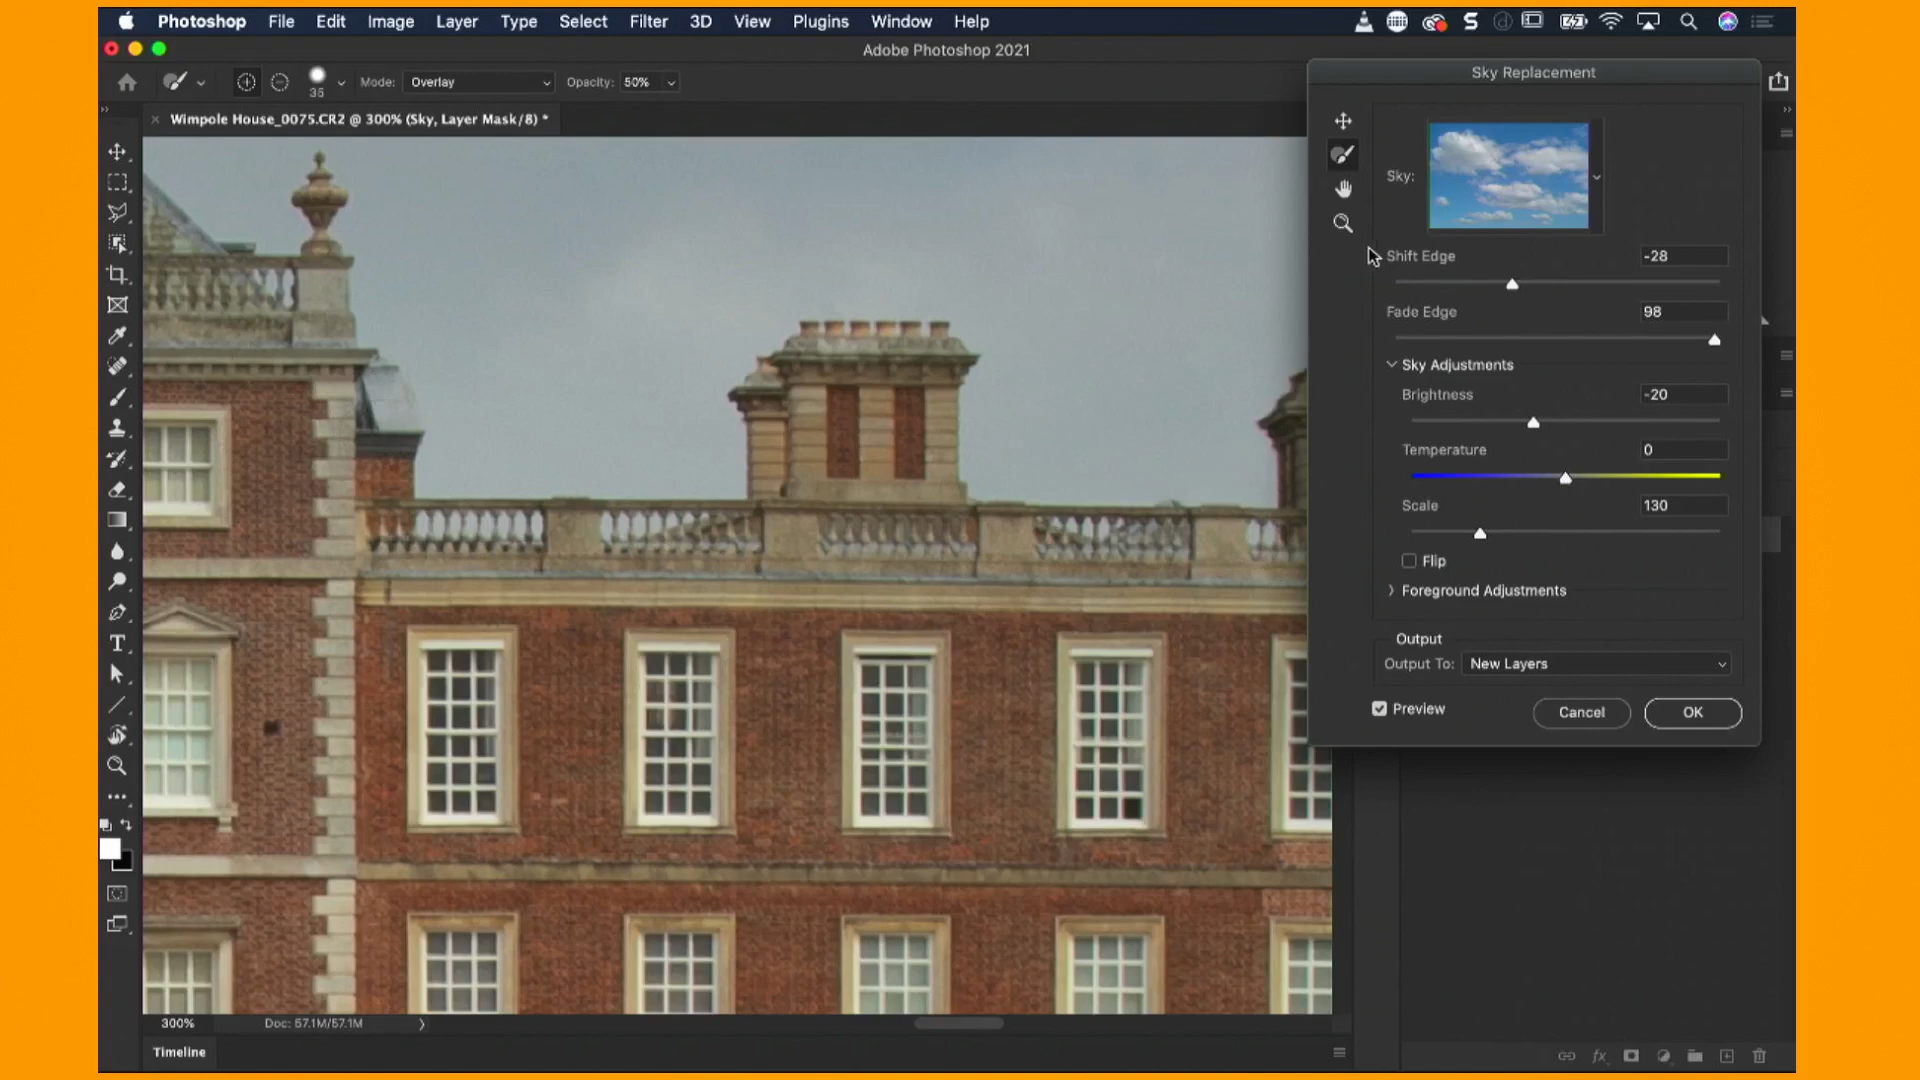 Photoshop File Edit Image Layer Type Select Filter 3D View Plugins Window Help
Adobe Photoshop 2021
35 Mode: Overlay Opacity: 50%
Wimpole House_0075.CR2 @ 300% (Sky, Layer Mask/8) *
Sky Replacement
Sky:
Shift Edge -28
Fade Edge 98
Sky Adjustments
Brightness -20
Temperature 0
Scale 130
Flip
Foreground Adjustments
Output
Output To: New Layers
Preview Cancel OK
300% Doc: 57.1M/57.1M
Timeline
fx